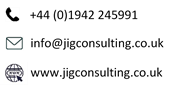 +44 (0)1942 245991
info@jigconsulting.co.uk
www.jigconsulting.co.uk